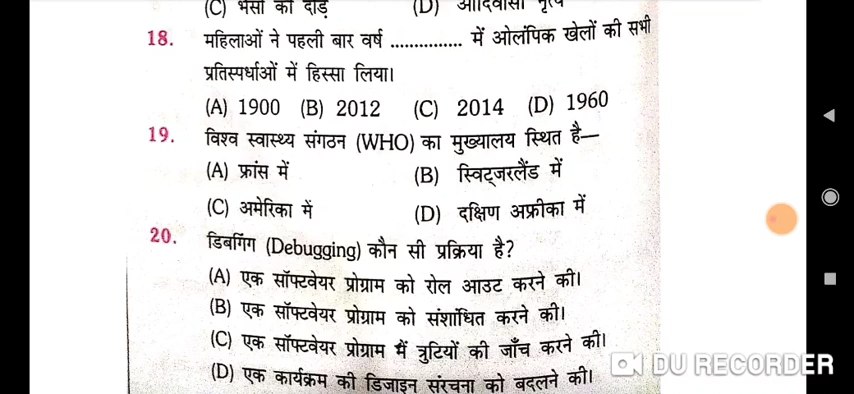 (C) भैंसों की दौड़ (D) आदिवासी नृत्य
18. महिलाओं ने पहली बार वर्ष ............... में ओलंपिक खेलों की सभी
प्रतिस्पर्धाओं में हिस्सा लिया।
(A) 1900 (B) 2012 (C) 2014 (D) 1960
19. विश्व स्वास्थ्य संगठन (WHO) का मुख्यालय स्थित है—
(A) फ्रांस में (B) स्विट्जरलैंड में
(C) अमेरिका में (D) दक्षिण अफ्रीका में
20. डिबगिंग (Debugging) कौन सी प्रक्रिया है?
(A) एक सॉफ्टवेयर प्रोग्राम को रोल आउट करने की।
(B) एक सॉफ्टवेयर प्रोग्राम को संशाधित करने की।
(C) एक सॉफ्टवेयर प्रोग्राम में त्रुटियों की जाँच करने की।
(D) एक कार्यक्रम की डिजाइन संरचना को बदलने की।
DU RECORDER